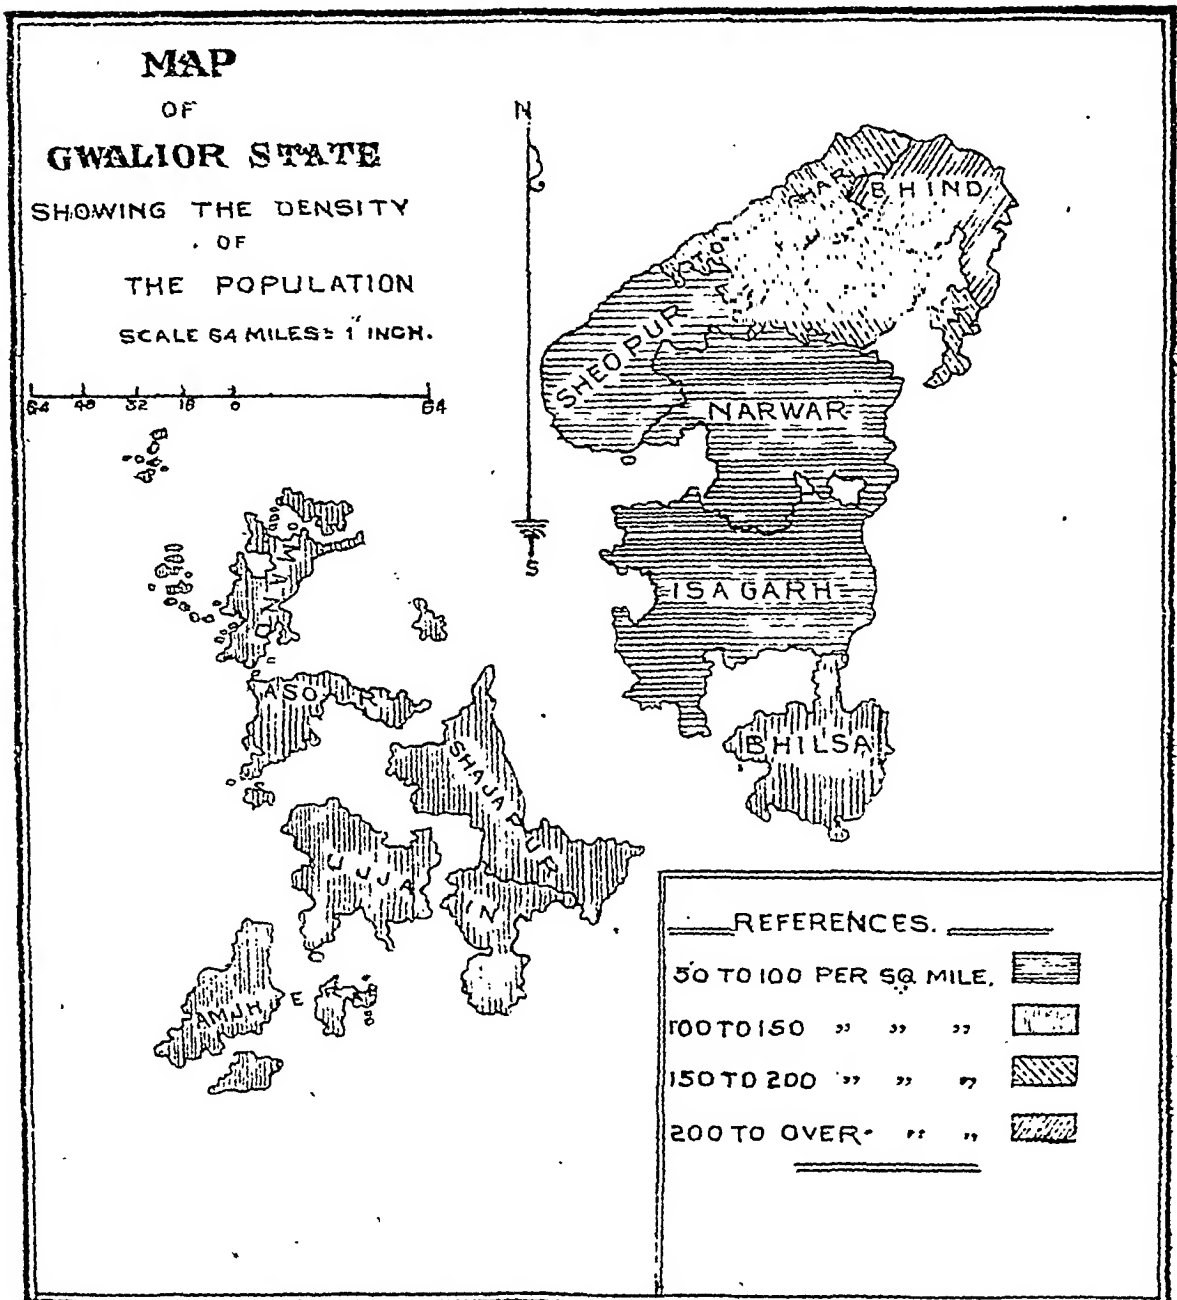 MAP
OF
GWALIOR STATE
SHOWING THE DENSITY
OF
THE POPULATION
SCALE 64 MILES = 1" INCH.
64 48 32 16 0 64
N
S
BHIND
SHEOPUR
NARWAR
ISAGARH
BHILSA
SHAJAPUR
UJJAIN
AMJHE
REFERENCES.
50 TO 100 PER SQ MILE.
100 TO 150 " " "
150 TO 200 " " "
200 TO OVER " "